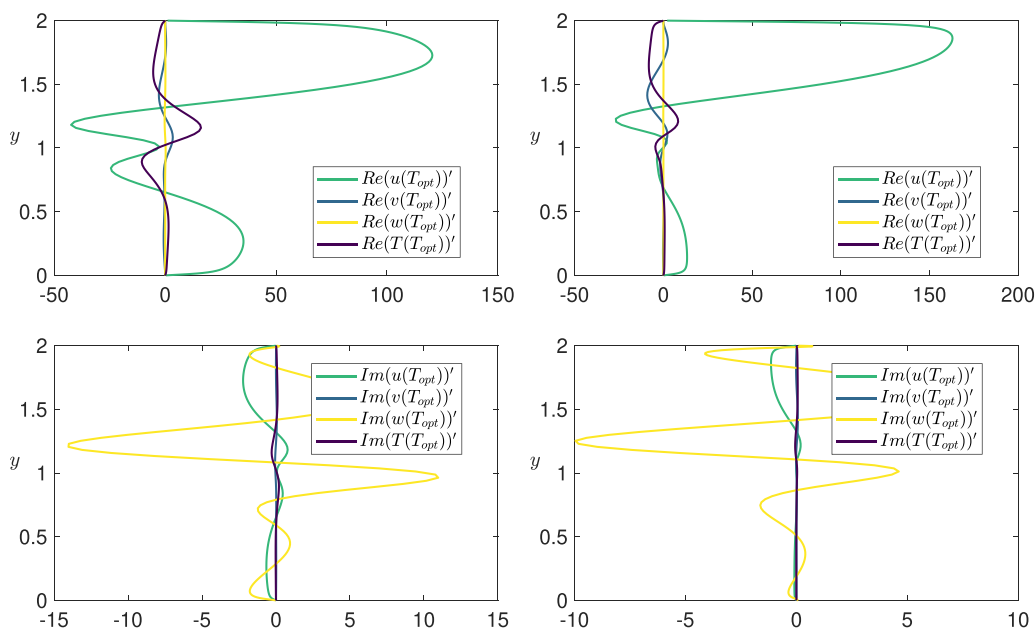 2
1.5
y
1
0.5
0
-50
0
50
100
150
Re(u(T_opt))′
Re(v(T_opt))′
Re(w(T_opt))′
Re(T(T_opt))′
2
1.5
y
1
0.5
0
-50
0
50
100
150
200
Re(u(T_opt))′
Re(v(T_opt))′
Re(w(T_opt))′
Re(T(T_opt))′
2
1.5
y
1
0.5
0
-15
-10
-5
0
5
10
15
Im(u(T_opt))′
Im(v(T_opt))′
Im(w(T_opt))′
Im(T(T_opt))′
2
1.5
y
1
0.5
0
-10
-5
0
5
10
Im(u(T_opt))′
Im(v(T_opt))′
Im(w(T_opt))′
Im(T(T_opt))′